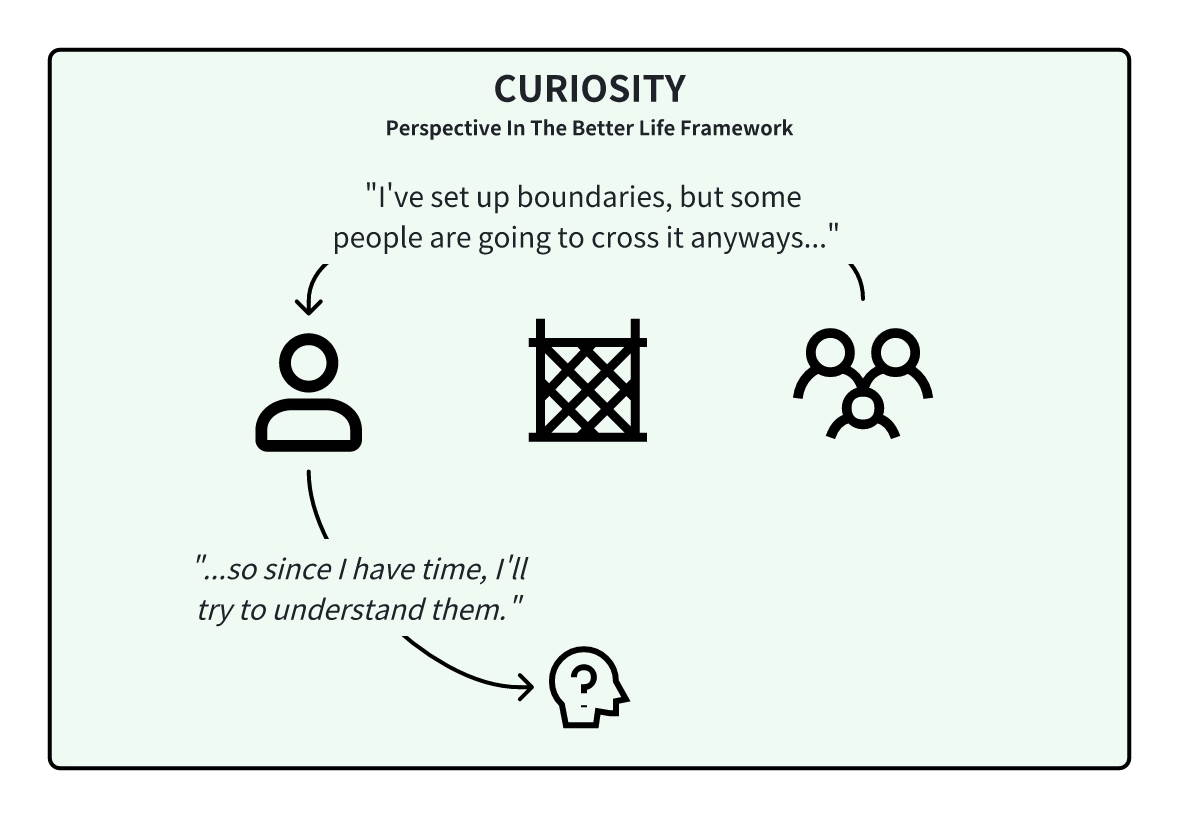 CURIOSITY
Perspective In The Better Life Framework
"I've set up boundaries, but some
people are going to cross it anyways..."
"...so since I have time, I'll
try to understand them."
?